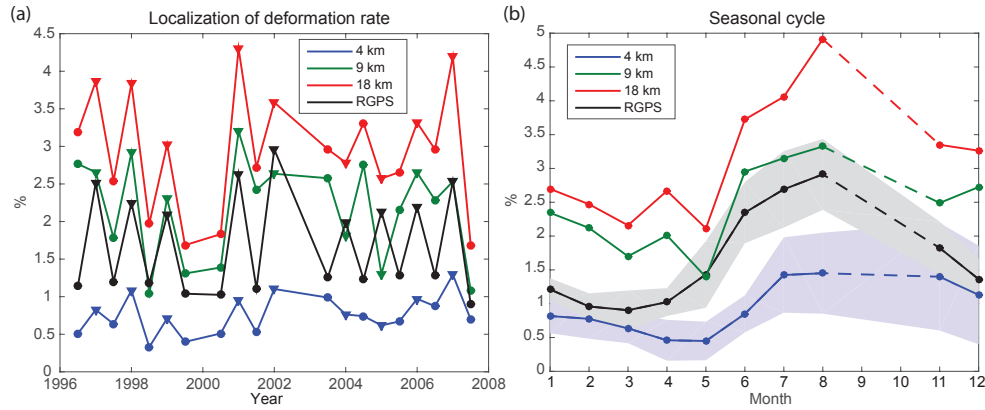 (a)
Localization of deformation rate
4.5
4
3.5
3
2.5
2
1.5
1
0.5
0
%
4 km
9 km
18 km
RGPS
1996 1998 2000 2002 2004 2006 2008
Year
(b)
Seasonal cycle
5
4.5
4
3.5
3
2.5
2
1.5
1
0.5
0
%
4 km
9 km
18 km
RGPS
1 2 3 4 5 6 7 8 9 10 11 12
Month